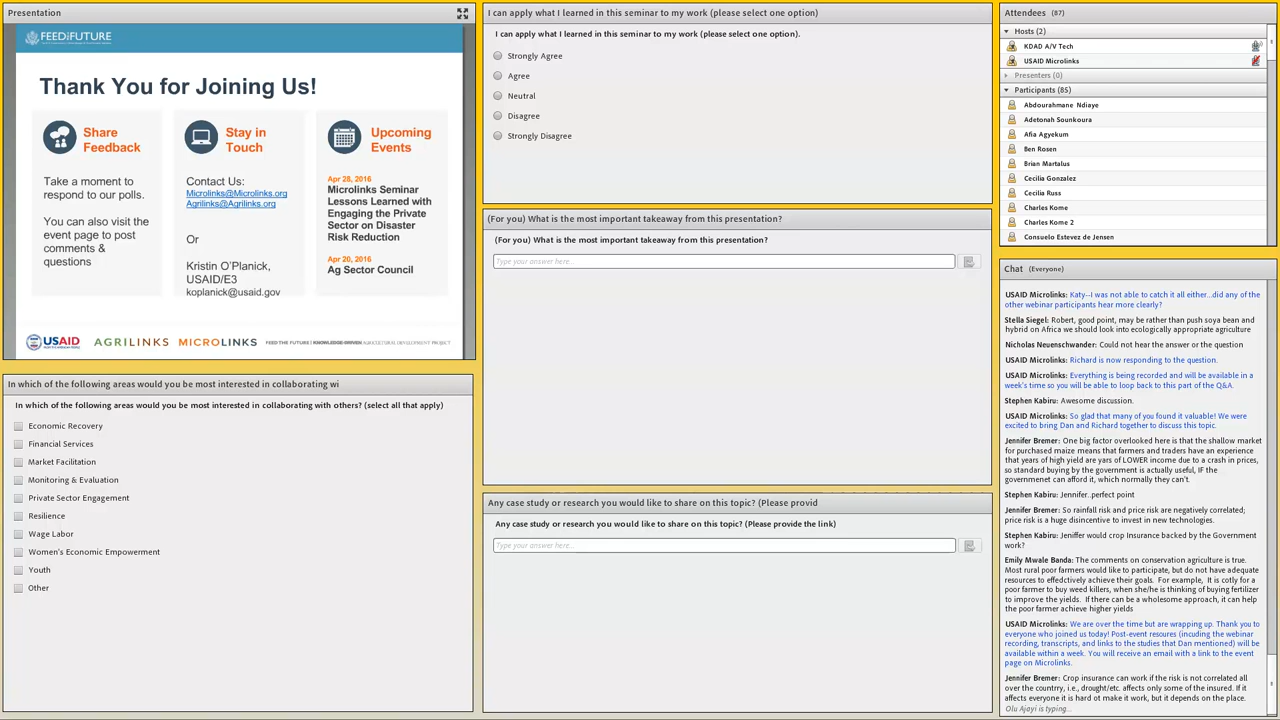 Presentation
FEEDtFUTURE
Thank You for Joining Us!
Share
Feedback
Take a moment to
respond to our polls.
You can also visit the
event page to post
comments &
questions
Stay in
Touch
Contact Us:
Microlinks@Microlinks.org
Agrilinks@Agrilinks.org
Or
Kristin O'Planick,
USAID/E3
koplanick@usaid.gov
Upcoming
Events
Apr 28, 2016
Microlinks Seminar
Lessons Learned with
Engaging the Private
Sector on Disaster
Risk Reduction
Apr 20, 2016
Ag Sector Council
USAID AGRILINKS MICROLINKS FEED THE FUTURE | KNOWLEDGE-DRIVEN AGRICULTURAL DEVELOPMENT PROJECT
In which of the following areas would you be most interested in collaborating wi
In which of the following areas would you be most interested in collaborating with others? (select all that apply)
Economic Recovery
Financial Services
Market Facilitation
Monitoring & Evaluation
Private Sector Engagement
Resilience
Wage Labor
Women's Economic Empowerment
Youth
Other
I can apply what I learned in this seminar to my work (please select one option)
I can apply what I learned in this seminar to my work (please select one option).
Strongly Agree
Agree
Neutral
Disagree
Strongly Disagree
(For you) What is the most important takeaway from this presentation?
(For you) What is the most important takeaway from this presentation?
Type your answer here...
Any case study or research you would like to share on this topic? (Please provid
Any case study or research you would like to share on this topic? (Please provide the link)
Type your answer here...
Attendees (87)
Hosts (2)
KDAD A/V Tech
USAID Microlinks
Presenters (0)
Participants (85)
Abdourahmane Ndiaye
Adetonah Sounkoura
Afia Agyekum
Ben Rosen
Brian Martalus
Cecilia Gonzalez
Cecilia Russ
Charles Kome
Charles Kome 2
Consuelo Estevez de Jensen
Chat (Everyone)
USAID Microlinks: Katy--I was not able to catch it all either...did any of the
other webinar participants hear more clearly?
Stella Siegel: Robert, good point, may be rather than push soya bean and
hybrid on Africa we should look into ecologically appropriate agriculture
Nicholas Neuenschwander: Could not hear the answer or the question
USAID Microlinks: Richard is now responding to the question.
USAID Microlinks: Everything is being recorded and will be available in a
week's time so you will be able to loop back to this part of the Q&A.
Stephen Kabiru: Awesome discussion.
USAID Microlinks: So glad that many of you found it valuable! We were
excited to bring Dan and Richard together to discuss this topic.
Jennifer Bremer: One big factor overlooked here is that the shallow market
for purchased maize means that farmers and traders have an experience
that years of high yield are yars of LOWER income due to a crash in prices,
so standard buying by the government is actually useful, IF the
governmenet can afford it, which normally they can't.
Stephen Kabiru: Jennifer..perfect point
Jennifer Bremer: So rainfall risk and price risk are negatively correlated;
price risk is a huge disincentive to invest in new technologies.
Stephen Kabiru: Jeniffer would crop Insurance backed by the Government
work?
Emily Mwale Banda: The comments on conservation agriculture is true.
Most rural poor farmers would like to participate, but do not have adequate
resources to effedctively achieve their goals. For example, It is cotly for a
poor farmer to buy weed killers, when she/he is thinking of buying fertilizer
to improve the yields. If there can be a wholesome approach, it can help
the poor farmer achieve higher yields
USAID Microlinks: We are over the time but are wrapping up. Thank you to
everyone who joined us today! Post-event resoures (incuding the webinar
recording, transcripts, and links to the studies that Dan mentioned) will be
available within a week. You will receive an email with a link to the event
page on Microlinks.
Jennifer Bremer: Crop insurance can work if the risk is not correlated all
over the countrry, i.e., drought/etc. affects only some of the insured. If it
affects everyone it is hard ot make it work, but it depends on the place.
Olu Ajayi is typing...